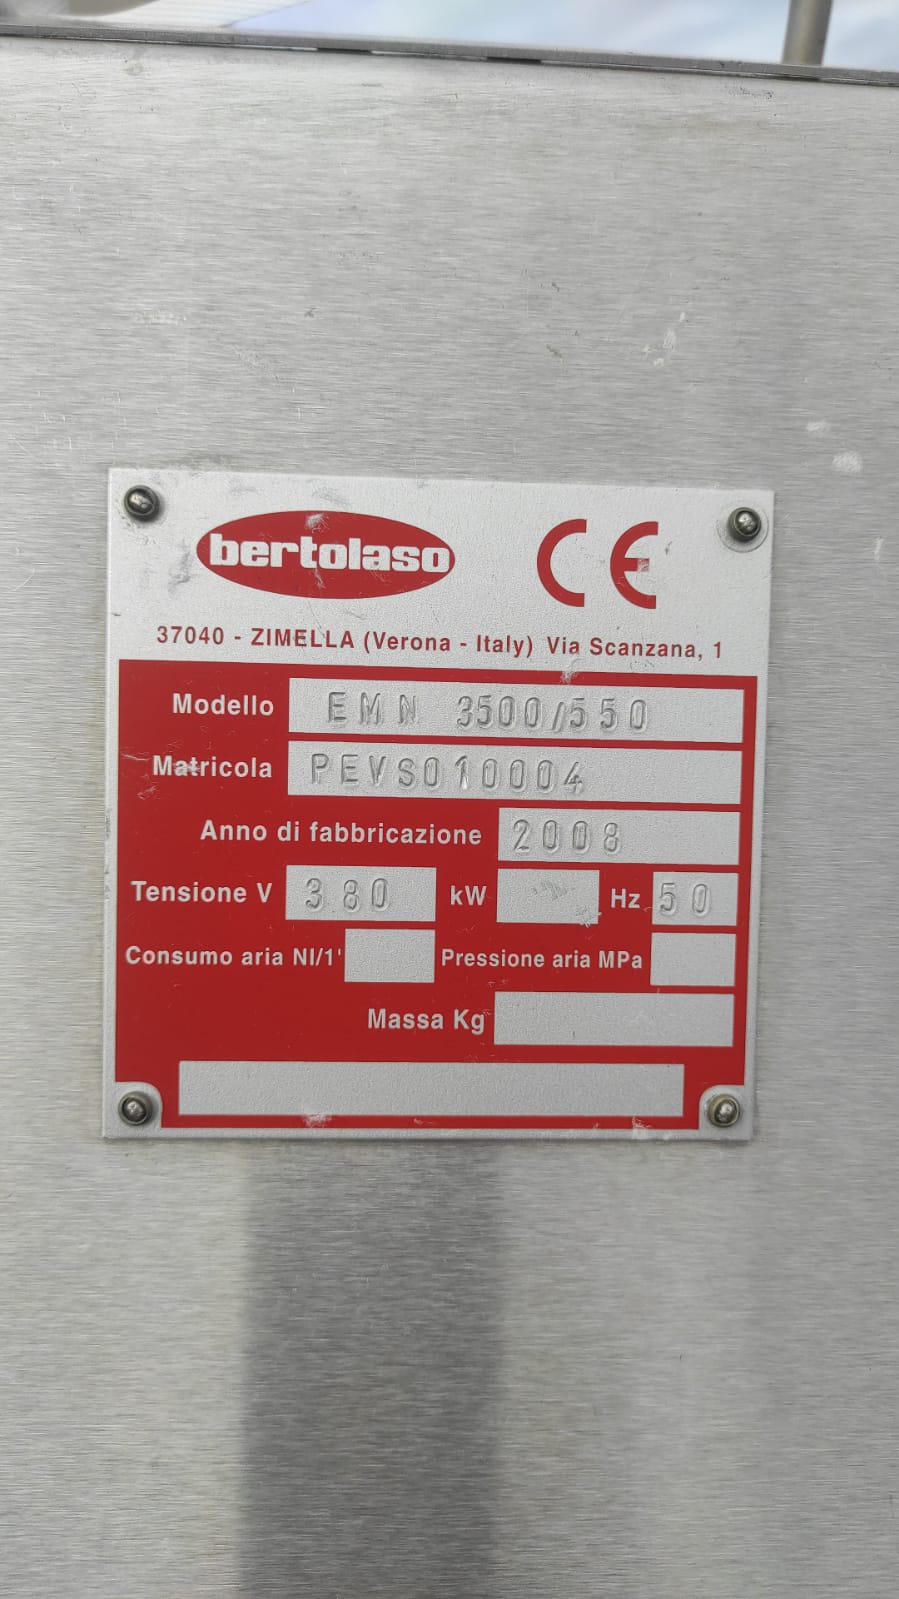 bertolaso CE
37040 - ZIMELLA (Verona - Italy) Via Scanzana, 1
Modello EMN 3500/550
Matricola PEVS010004
Anno di fabbricazione 2008
Tensione V 380 kW Hz 50
Consumo aria Nl/1' Pressione aria MPa
Massa Kg